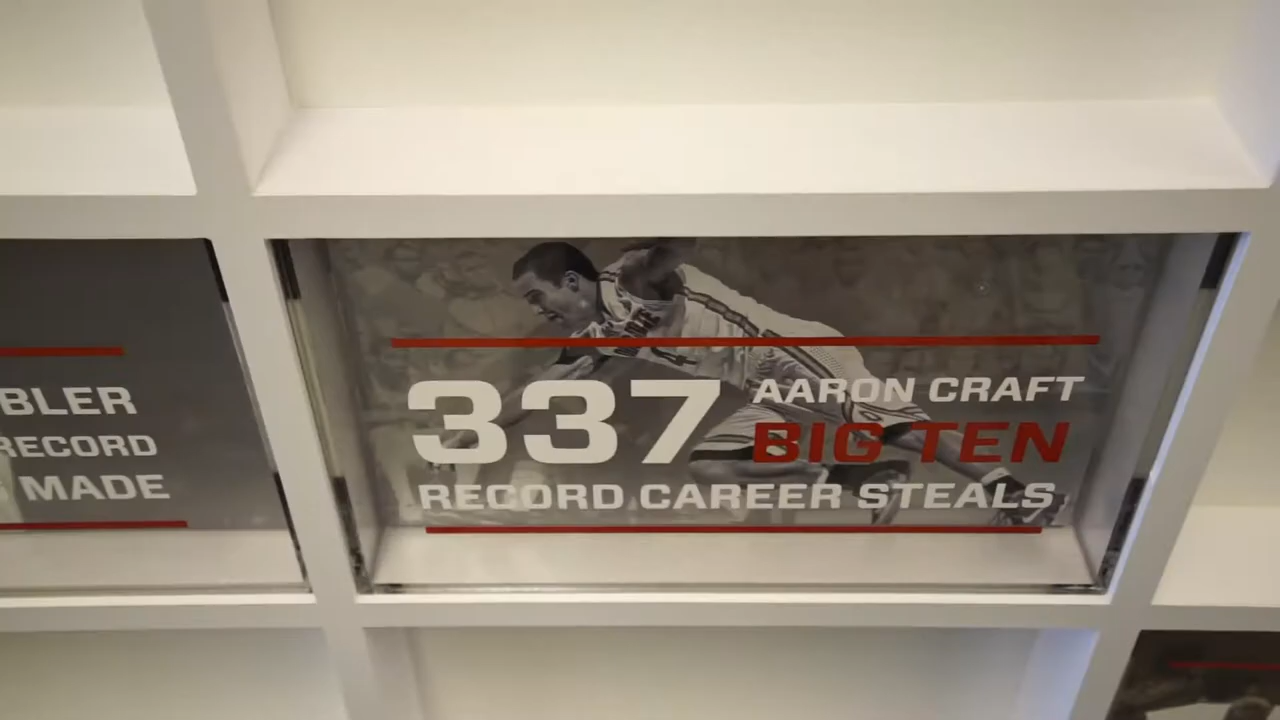 BLER
RECORD
MADE
337
AARON CRAFT
BIG TEN
RECORD CAREER STEALS